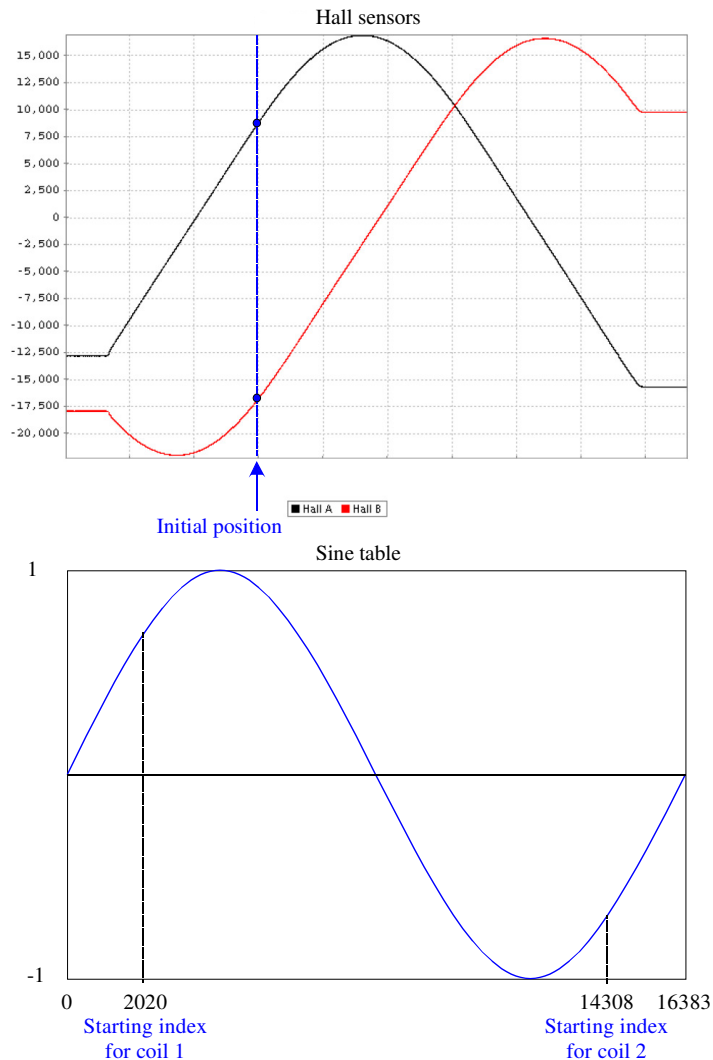 Hall sensors
15,000
12,500
10,000
7,500
5,000
2,500
0
-2,500
-5,000
-7,500
-10,000
-12,500
-15,000
-17,500
-20,000
Hall A Hall B
Initial position
Sine table
1
-1
0 2020 14308 16383
Starting index for coil 1
Starting index for coil 2